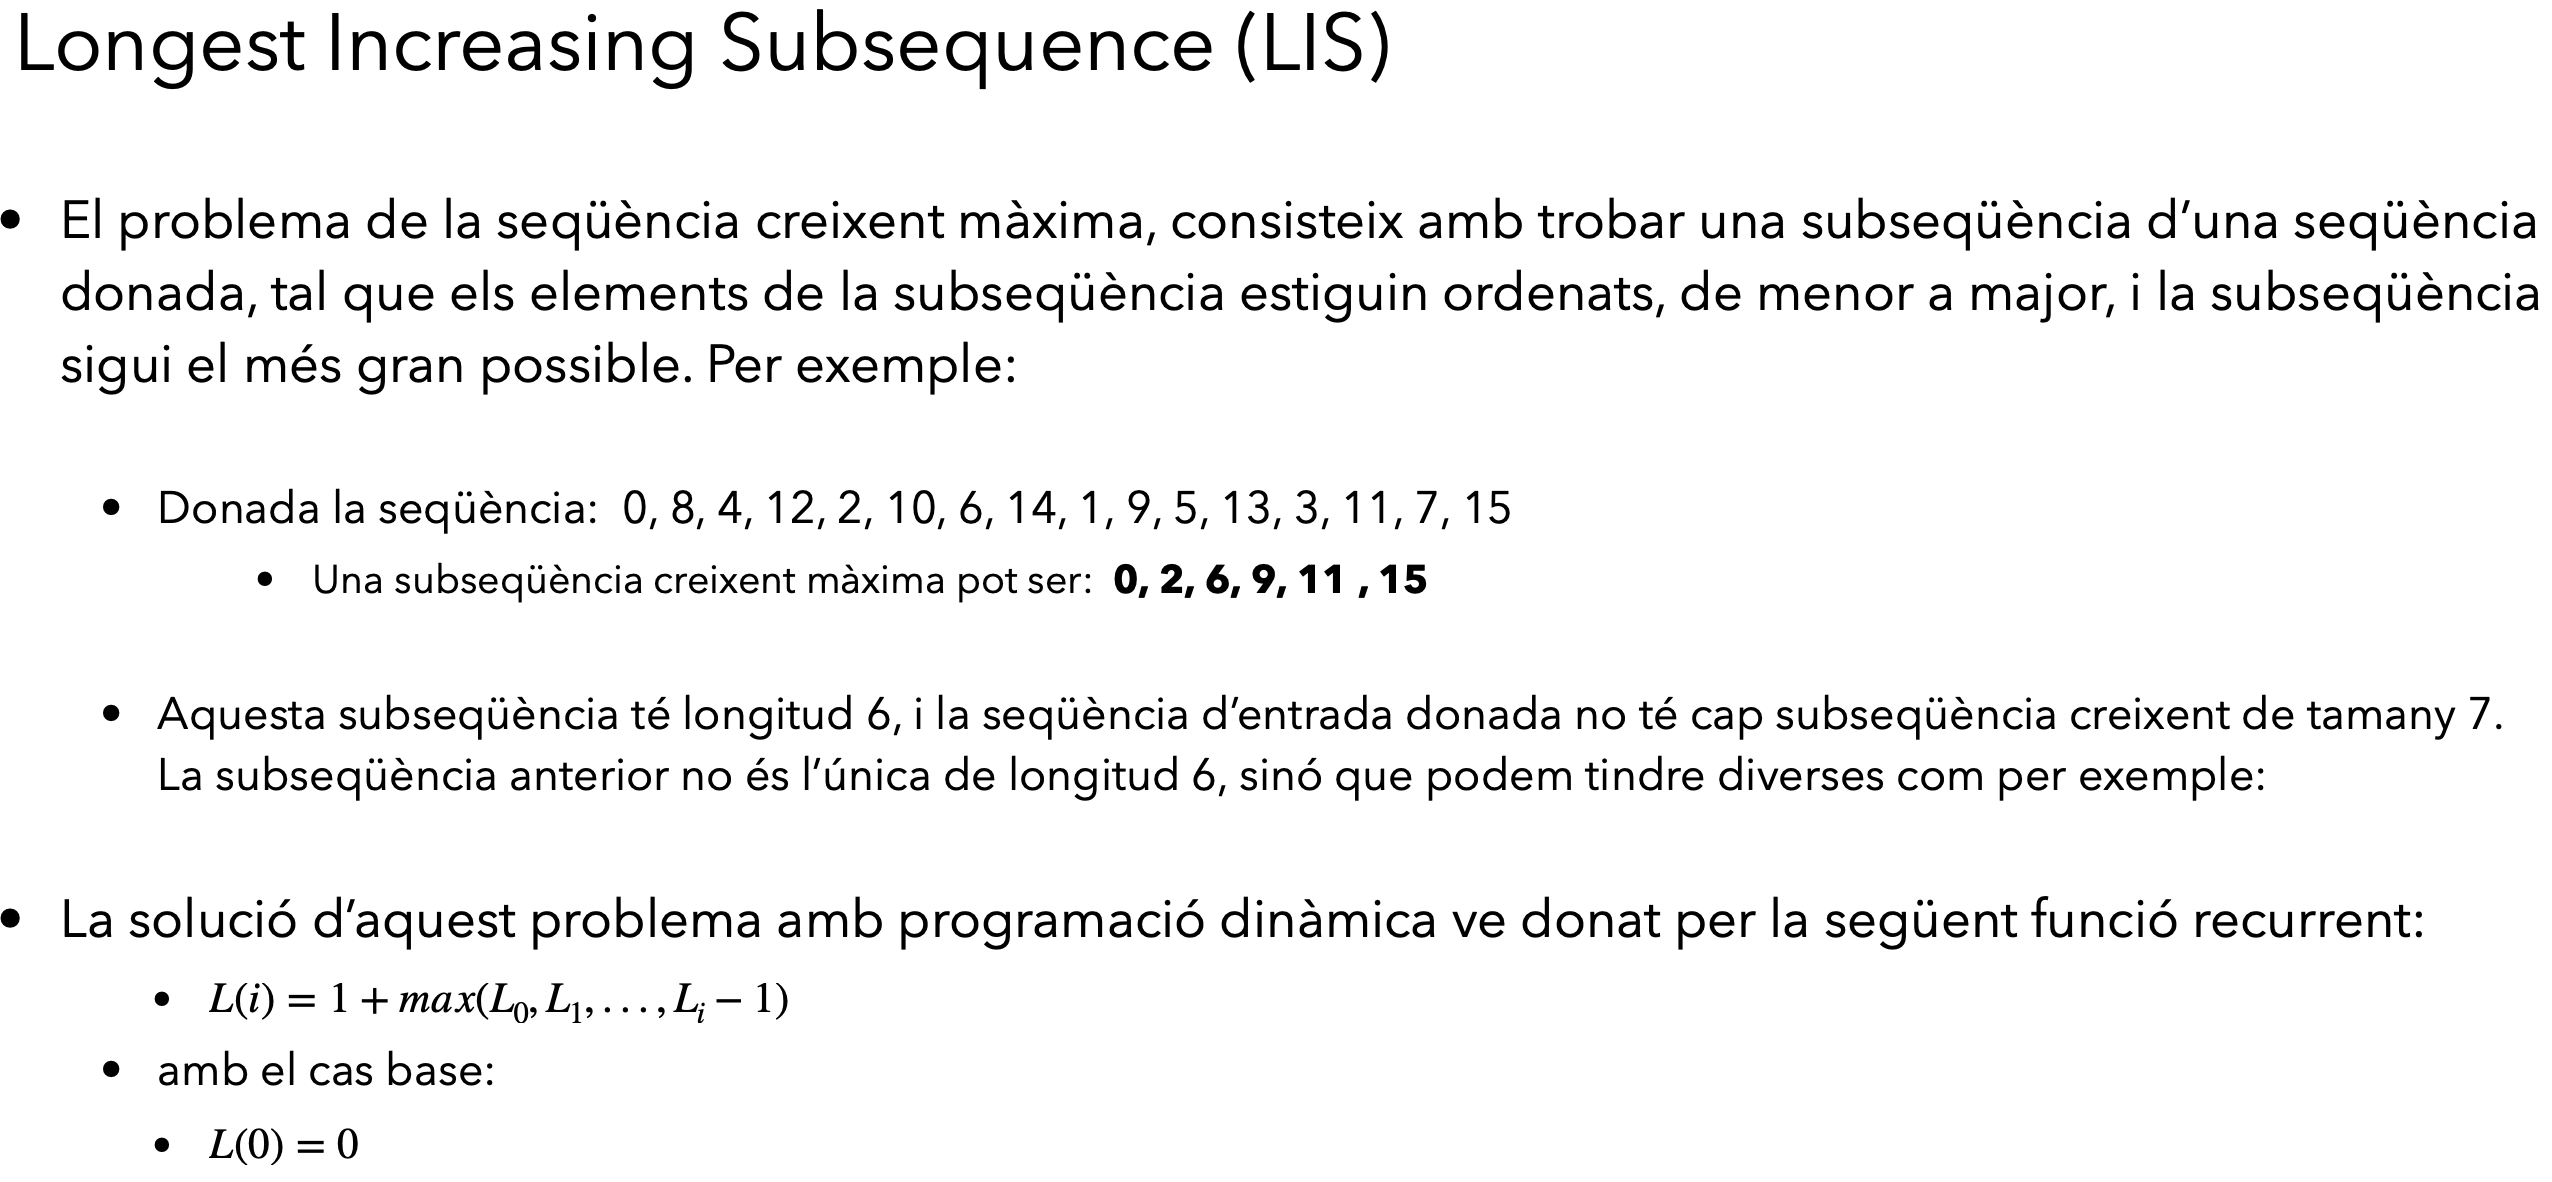 Longest Increasing Subsequence (LIS)
• El problema de la seqüència creixent màxima, consisteix amb trobar una subseqüència d’una seqüència
donada, tal que els elements de la subseqüència estiguin ordenats, de menor a major, i la subseqüència
sigui el més gran possible. Per exemple:
• Donada la seqüència: 0, 8, 4, 12, 2, 10, 6, 14, 1, 9, 5, 13, 3, 11, 7, 15
• Una subseqüència creixent màxima pot ser: 0, 2, 6, 9, 11 , 15
• Aquesta subseqüència té longitud 6, i la seqüència d’entrada donada no té cap subseqüència creixent de tamany 7.
La subseqüència anterior no és l’única de longitud 6, sinó que podem tindre diverses com per exemple:
• La solució d’aquest problema amb programació dinàmica ve donat per la següent funció recurrent:
• L(i) = 1 + max(L₀, L₁, . . . , Lᵢ − 1)
• amb el cas base:
• L(0) = 0